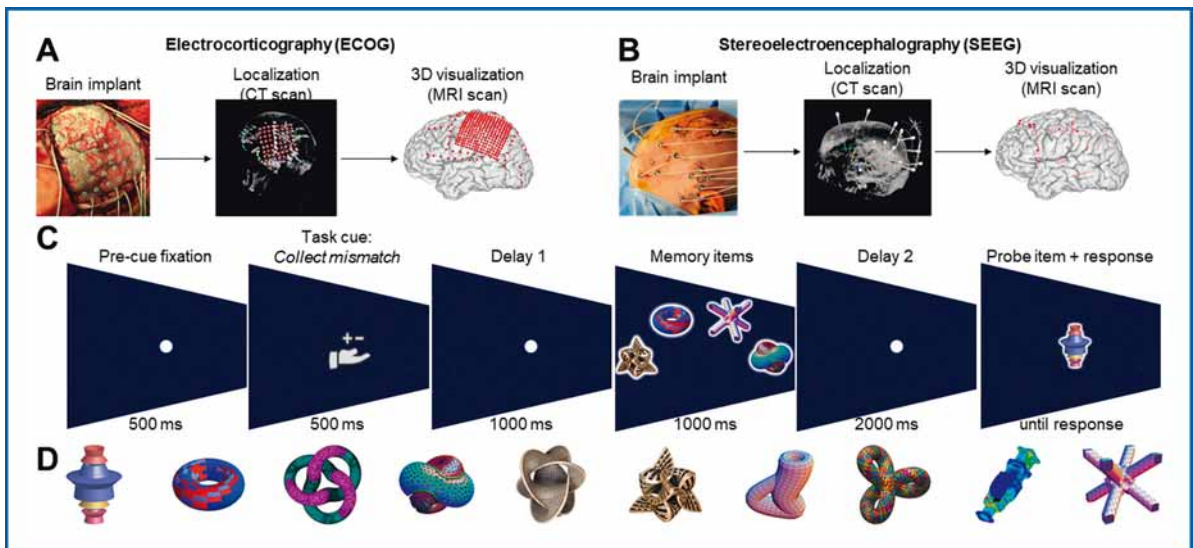 A
Electrocorticography (ECOG)
Brain implant
Localization
(CT scan)
3D visualization
(MRI scan)
B
Stereoelectroencephalography (SEEG)
Brain implant
Localization
(CT scan)
3D visualization
(MRI scan)
C
Pre-cue fixation
Task cue:
Collect mismatch
Delay 1
Memory items
Delay 2
Probe item + response
+ -
500 ms
500 ms
1000 ms
1000 ms
2000 ms
until response
D